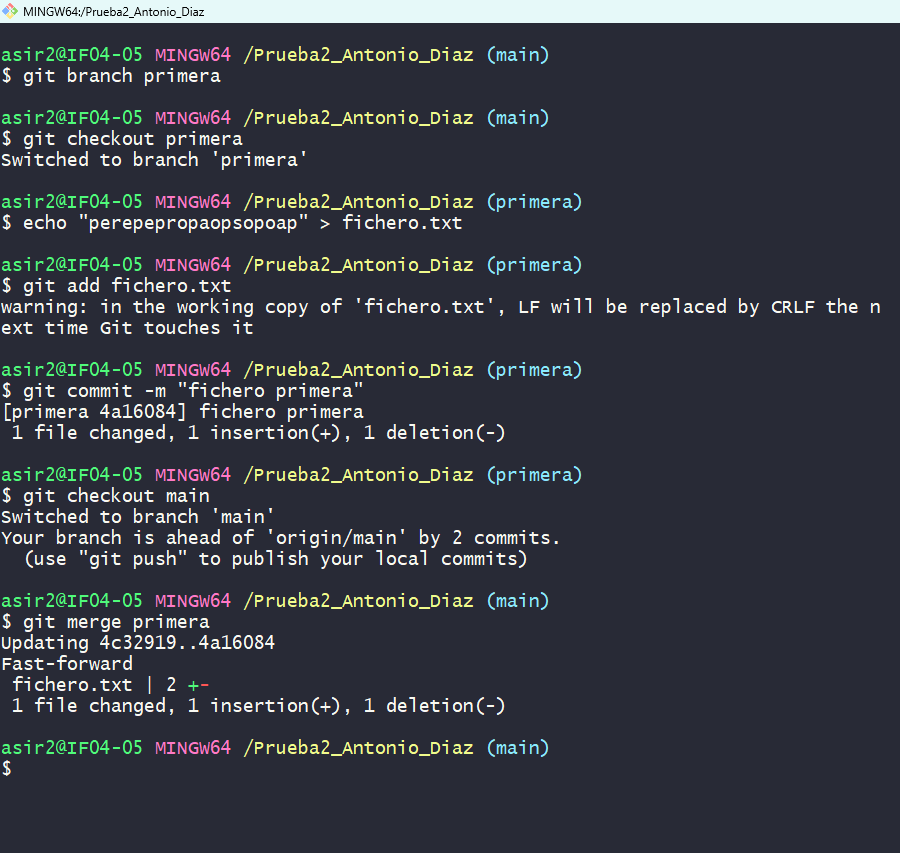 MINGW64:/Prueba2_Antonio_Diaz
asir2@IF04-05 MINGW64 /Prueba2_Antonio_Diaz (main)
$ git branch primera
asir2@IF04-05 MINGW64 /Prueba2_Antonio_Diaz (main)
$ git checkout primera
Switched to branch 'primera'
asir2@IF04-05 MINGW64 /Prueba2_Antonio_Diaz (primera)
$ echo "perepepropaopsopoap" > fichero.txt
asir2@IF04-05 MINGW64 /Prueba2_Antonio_Diaz (primera)
$ git add fichero.txt
warning: in the working copy of 'fichero.txt', LF will be replaced by CRLF the n
ext time Git touches it
asir2@IF04-05 MINGW64 /Prueba2_Antonio_Diaz (primera)
$ git commit -m "fichero primera"
[primera 4a16084] fichero primera
 1 file changed, 1 insertion(+), 1 deletion(-)
asir2@IF04-05 MINGW64 /Prueba2_Antonio_Diaz (primera)
$ git checkout main
Switched to branch 'main'
Your branch is ahead of 'origin/main' by 2 commits.
  (use "git push" to publish your local commits)
asir2@IF04-05 MINGW64 /Prueba2_Antonio_Diaz (main)
$ git merge primera
Updating 4c32919..4a16084
Fast-forward
 fichero.txt | 2 +-
 1 file changed, 1 insertion(+), 1 deletion(-)
asir2@IF04-05 MINGW64 /Prueba2_Antonio_Diaz (main)
$